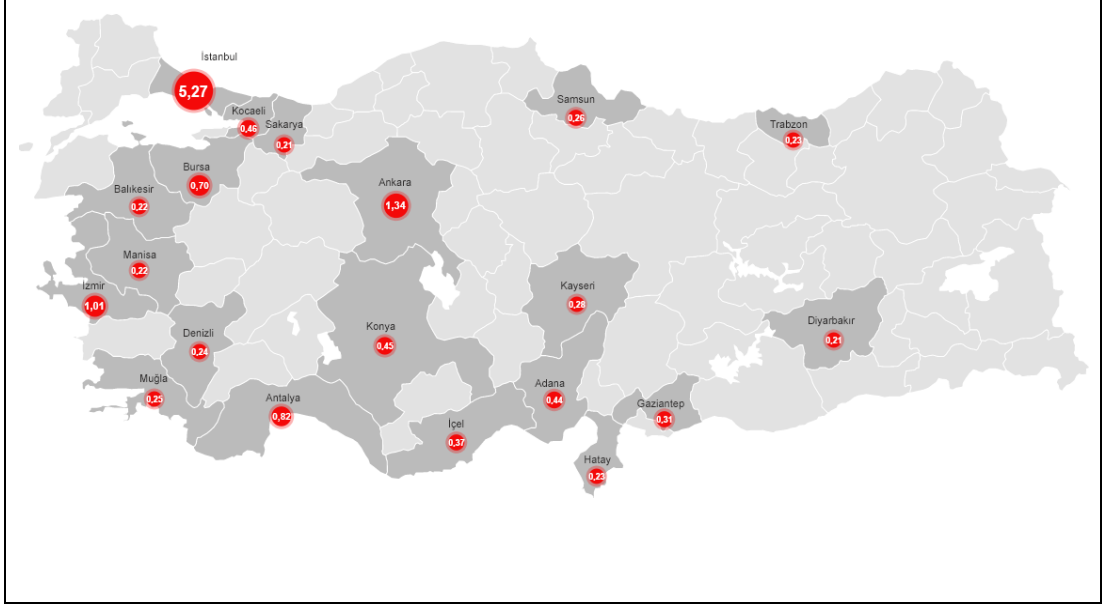 İstanbul
5,27
Kocaeli
0,46
Sakarya
0,21
Samsun
0,26
Trabzon
0,23
Bursa
0,70
Balıkesir
0,22
Ankara
1,34
Manisa
0,22
İzmir
1,01
Kayseri
0,28
Diyarbakır
0,21
Konya
0,45
Denizli
0,24
Muğla
0,25
Antalya
0,82
Adana
0,44
Gaziantep
0,31
İçel
0,37
Hatay
0,23